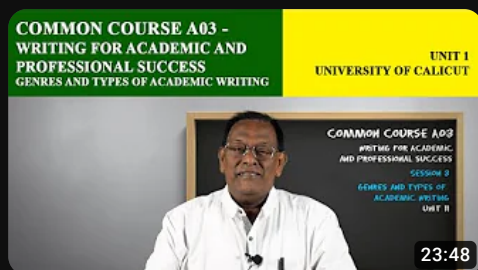 COMMON COURSE A03 -
WRITING FOR ACADEMIC AND
PROFESSIONAL SUCCESS
GENRES AND TYPES OF ACADEMIC WRITING
UNIT 1
UNIVERSITY OF CALICUT
COMMON COURSE A03
WRITING FOR ACADEMIC
AND PROFESSIONAL SUCCESS
SESSION 3
GENRES AND TYPES OF
ACADEMIC WRITING
UNIT II
23:48